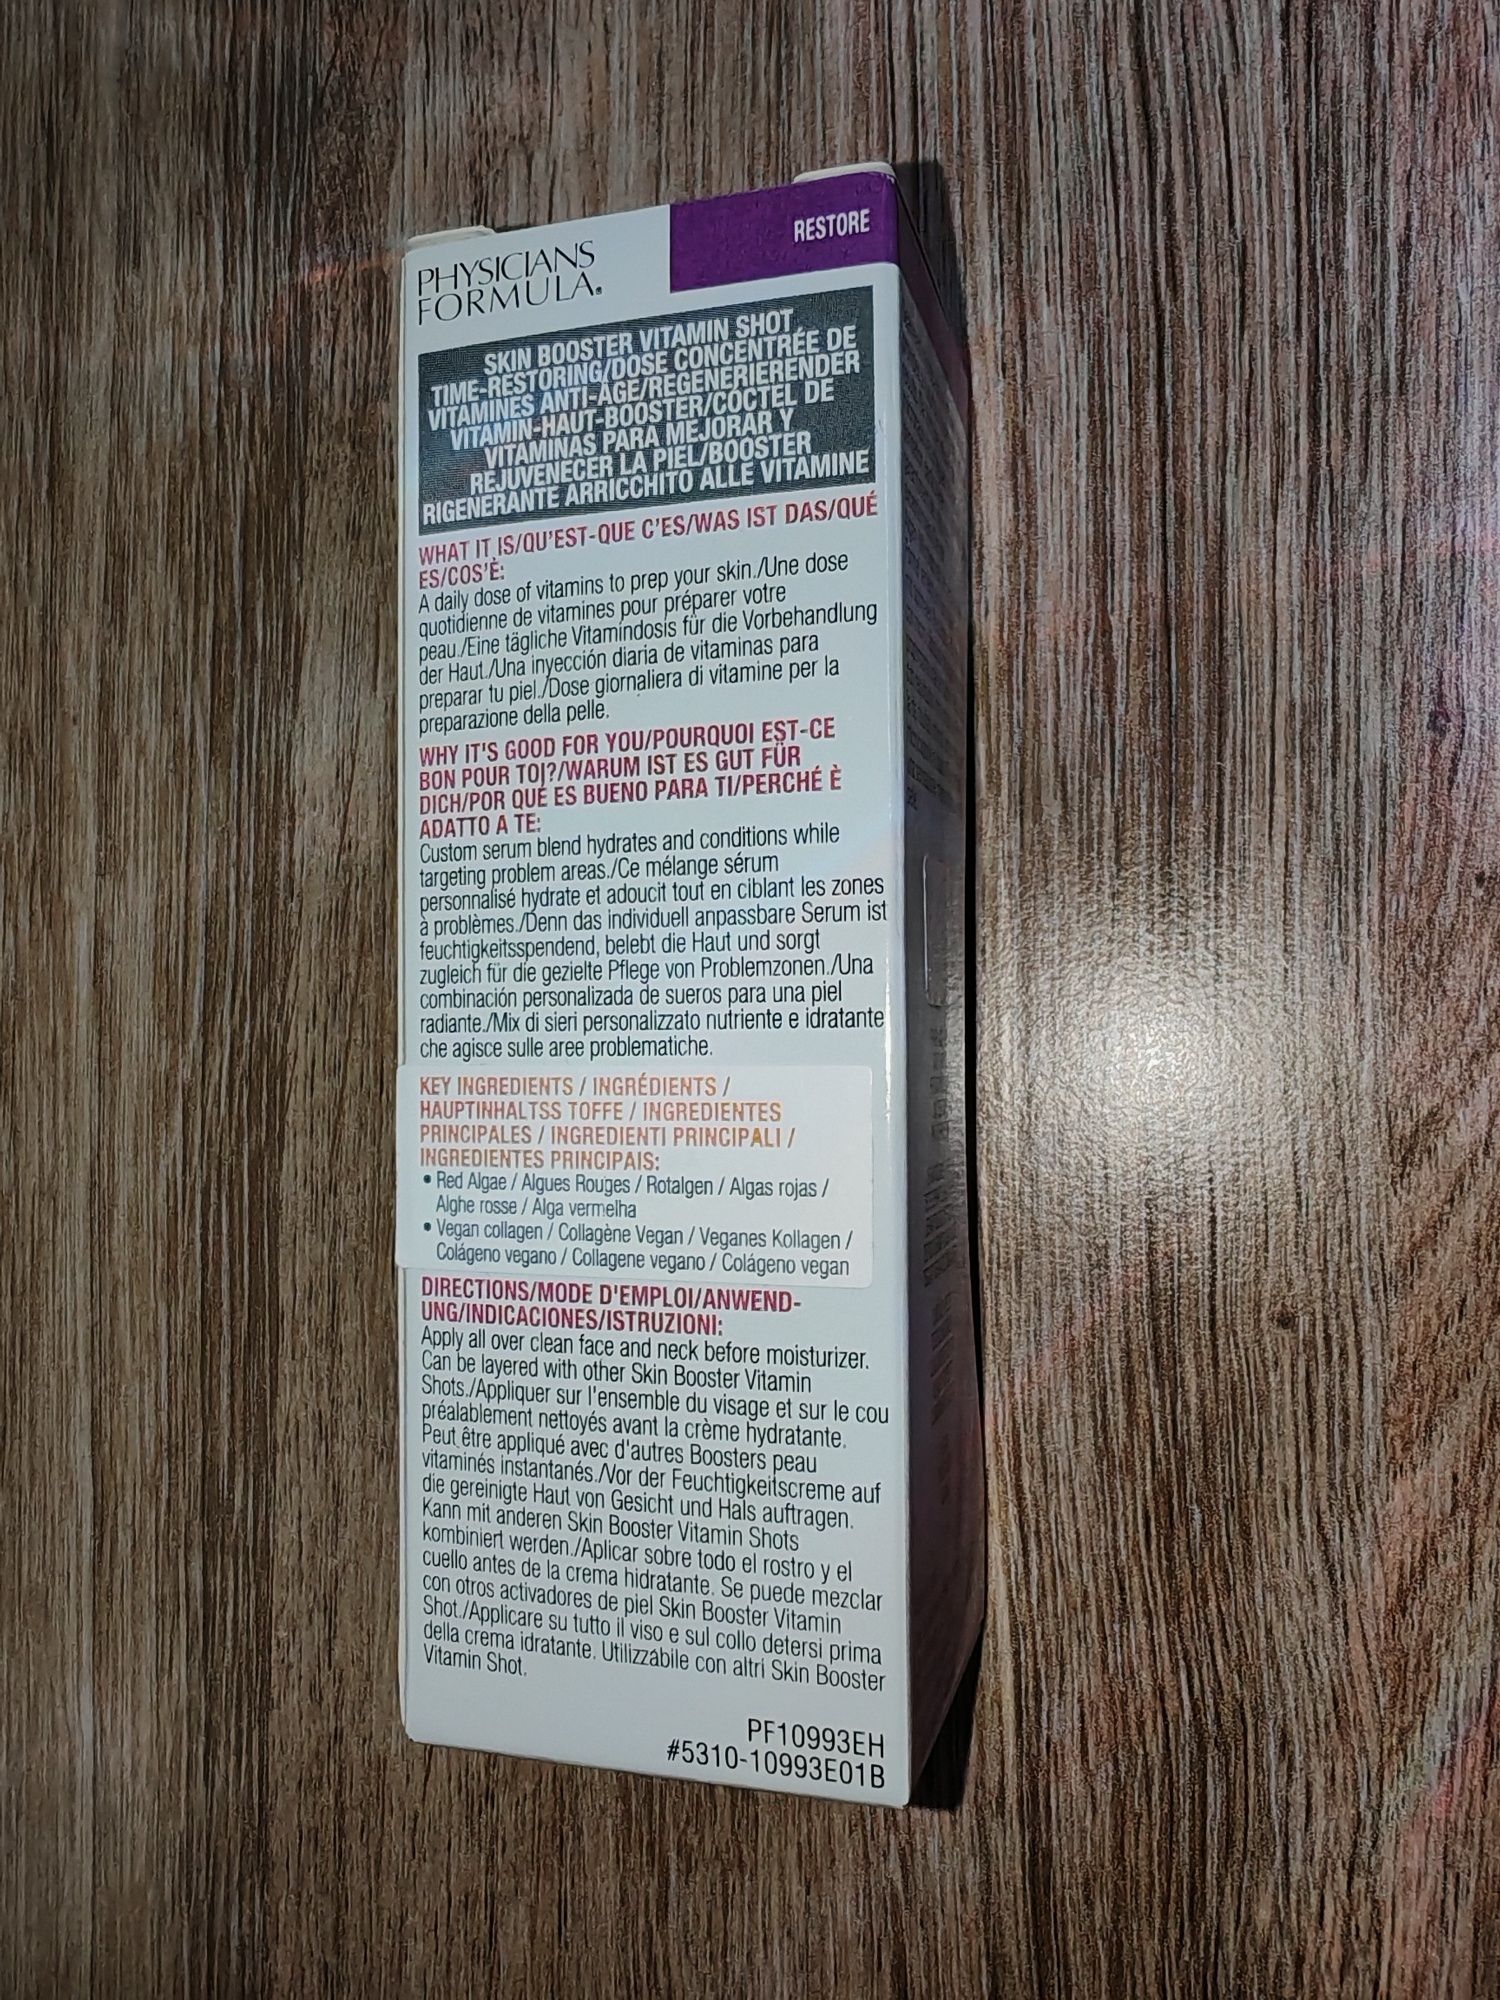 PHYSICIANS
FORMULA®
RESTORE
SKIN BOOSTER VITAMIN SHOT
TIME-RESTORING/DOSE CONCENTRÉE DE
VITAMINES ANTI-ÂGE/REGENERIERENDER
VITAMIN-HAUT-BOOSTER/CÓCTEL DE
VITAMINAS PARA MEJORAR Y
REJUVENECER LA PIEL/BOOSTER
RIGENERANTE ARRICCHITO ALLE VITAMINE
WHAT IT IS/QU'EST-QUE C'ES/WAS IST DAS/QUÉ
ES/COS'È:
A daily dose of vitamins to prep your skin./Une dose
quotidienne de vitamines pour préparer votre
peau./Eine tägliche Vitamindosis für die Vorbehandlung
der Haut./Una inyección diaria de vitaminas para
preparar tu piel./Dose giornaliera di vitamine per la
preparazione della pelle.
WHY IT'S GOOD FOR YOU/POURQUOI EST-CE
BON POUR TOI?/WARUM IST ES GUT FÜR
DICH/POR QUÉ ES BUENO PARA TI/PERCHÉ È
ADATTO A TE:
Custom serum blend hydrates and conditions while
targeting problem areas./Ce mélange sérum
personnalisé hydrate et adoucit tout en ciblant les zones
à problèmes./Denn das individuell anpassbare Serum ist
feuchtigkeitsspendend, belebt die Haut und sorgt
zugleich für die gezielte Pflege von Problemzonen./Una
combinación personalizada de sueros para una piel
radiante./Mix di sieri personalizzato nutriente e idratante
che agisce sulle aree problematiche.
KEY INGREDIENTS / INGRÉDIENTS /
HAUPTINHALTSS TOFFE / INGREDIENTES
PRINCIPALES / INGREDIENTI PRINCIPALI /
INGREDIENTES PRINCIPAIS:
• Red Algae / Algues Rouges / Rotalgen / Algas rojas /
Alghe rosse / Alga vermelha
• Vegan collagen / Collagène Vegan / Veganes Kollagen /
Colágeno vegano / Collagene vegano / Colágeno vegan
DIRECTIONS/MODE D'EMPLOI/ANWEND-
UNG/INDICACIONES/ISTRUZIONI:
Apply all over clean face and neck before moisturizer.
Can be layered with other Skin Booster Vitamin
Shots./Appliquer sur l'ensemble du visage et sur le cou
préalablement nettoyés avant la crème hydratante.
Peut être appliqué avec d'autres Boosters peau
vitaminés instantanés./Vor der Feuchtigkeitscreme auf
die gereinigte Haut von Gesicht und Hals auftragen.
Kann mit anderen Skin Booster Vitamin Shots
kombiniert werden./Aplicar sobre todo el rostro y el
cuello antes de la crema hidratante. Se puede mezclar
con otros activadores de piel Skin Booster Vitamin
Shot./Applicare su tutto il viso e sul collo detersi prima
della crema idratante. Utilizzabile con altri Skin Booster
Vitamin Shot.
PF10993EH
#5310-10993E01B